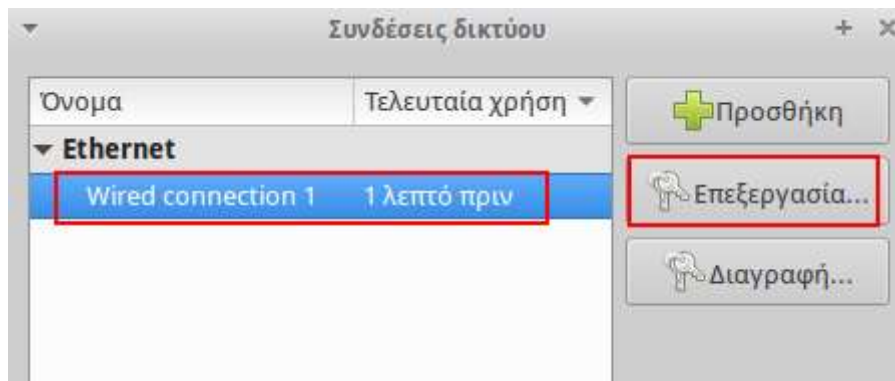 Συνδέσεις δικτύου
Όνομα Τελευταία χρήση
Ethernet
Wired connection 1 1 λεπτό πριν
Προσθήκη
Επεξεργασία...
Διαγραφή...